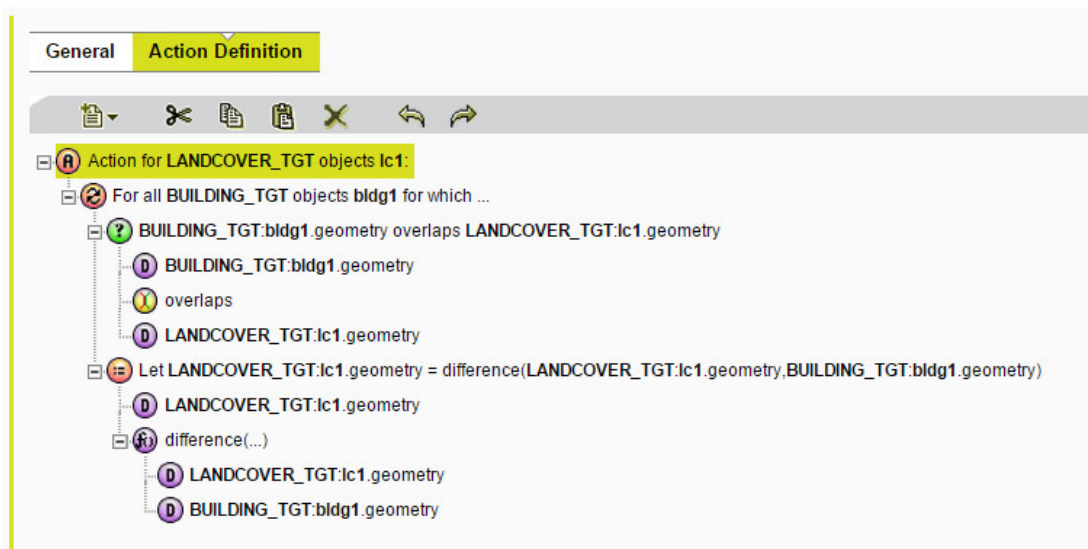 General Action Definition
Action for LANDCOVER_TGT objects lc1:
For all BUILDING_TGT objects bldg1 for which ...
BUILDING_TGT:bldg1.geometry overlaps LANDCOVER_TGT:lc1.geometry
BUILDING_TGT:bldg1.geometry
overlaps
LANDCOVER_TGT:lc1.geometry
Let LANDCOVER_TGT:lc1.geometry = difference(LANDCOVER_TGT:lc1.geometry,BUILDING_TGT:bldg1.geometry)
LANDCOVER_TGT:lc1.geometry
difference(...)
LANDCOVER_TGT:lc1.geometry
BUILDING_TGT:bldg1.geometry